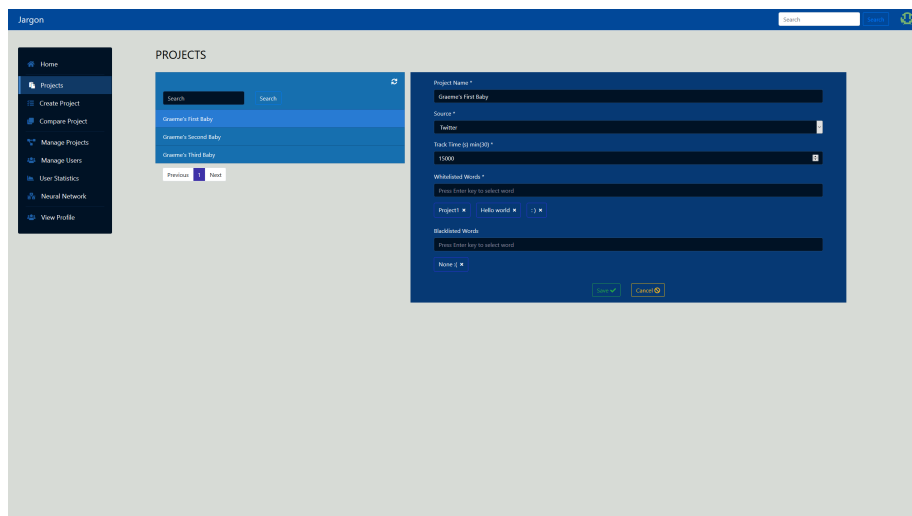 Jargon
Search
Search
Home
Projects
Create Project
Compare Project
Manage Projects
Manage Users
User Statistics
Neural Network
View Profile
PROJECTS
Search
Search
Graeme's First Baby
Graeme's Second Baby
Graeme's Third Baby
Previous 1 Next
Project Name *
Graeme's First Baby
Source *
Twitter
Track Time (s) min(30) *
15000
Whitelisted Words *
Press Enter key to select word
Project1 × Hello world × :) ×
Blacklisted Words
Press Enter key to select word
None :( ×
Save Cancel